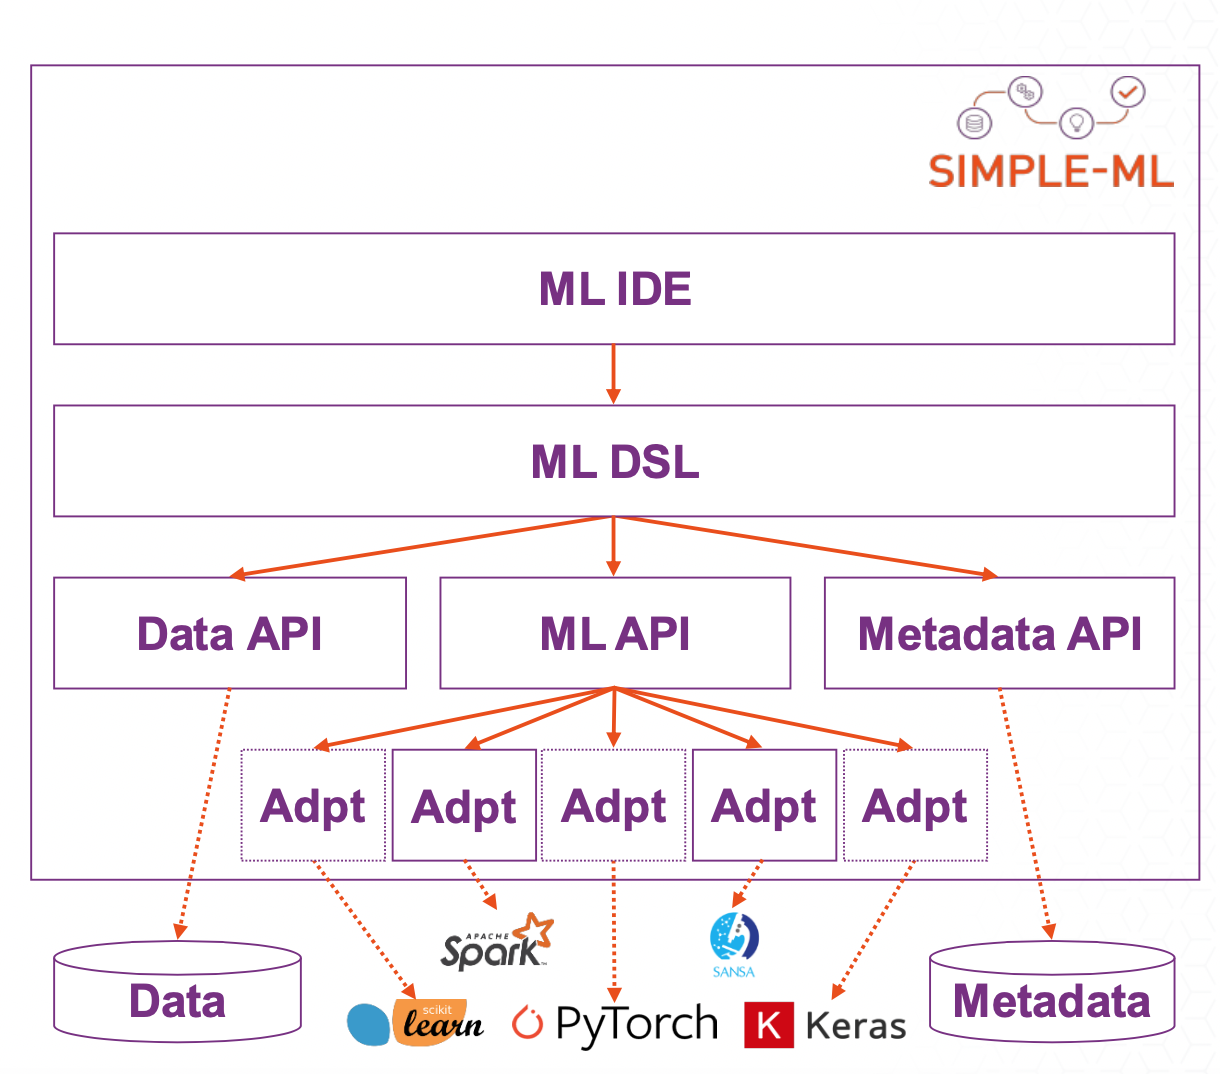 SIMPLE-ML
ML IDE
ML DSL
Data API
ML API
Metadata API
Adpt
Adpt
Adpt
Adpt
Adpt
APACHE
Spark™
SANSA
Data
scikit
learn
PyTorch
K Keras
Metadata